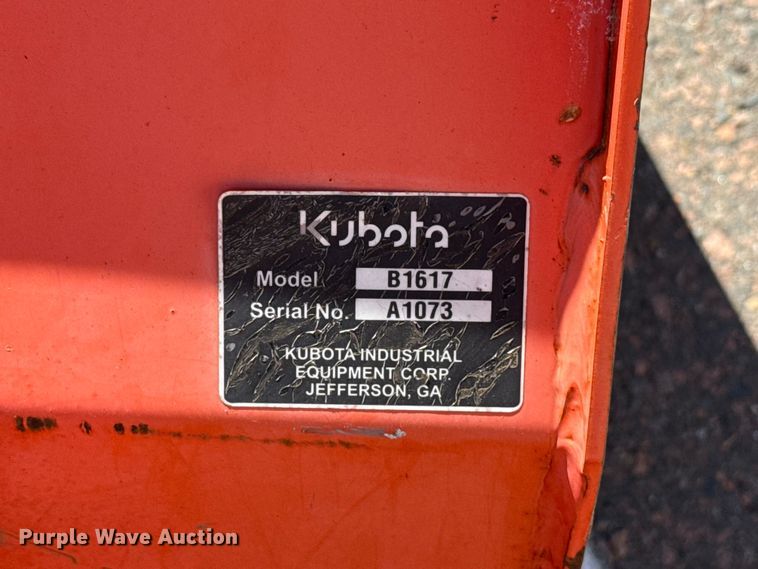 Kubota
Model B1617
Serial No. A1073
KUBOTA INDUSTRIAL
EQUIPMENT CORP.
JEFFERSON, GA
Purple Wave Auction